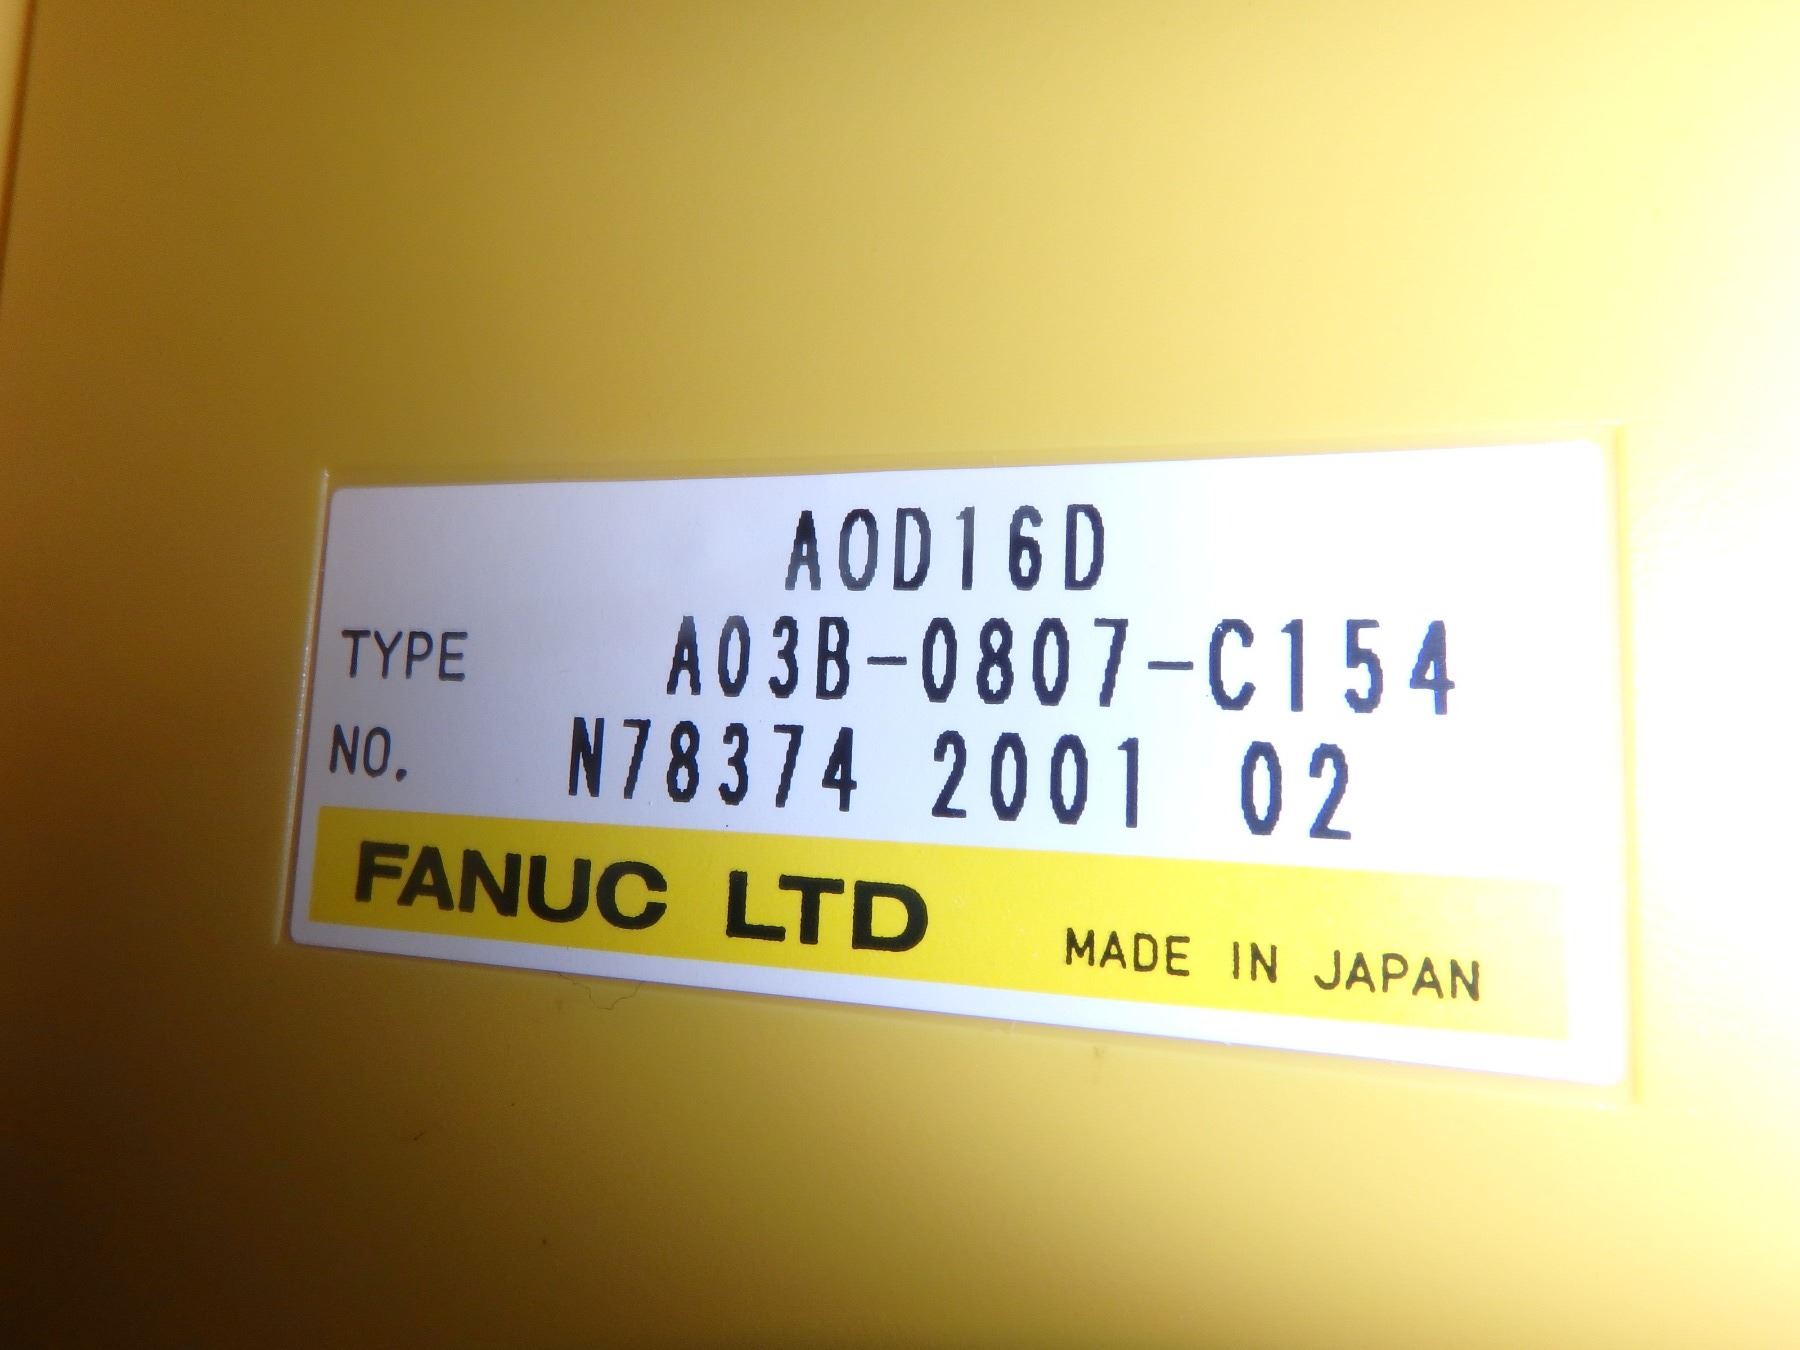 AOD16D
TYPE A03B-0807-C154
NO. N78374 2001 02
FANUC LTD MADE IN JAPAN